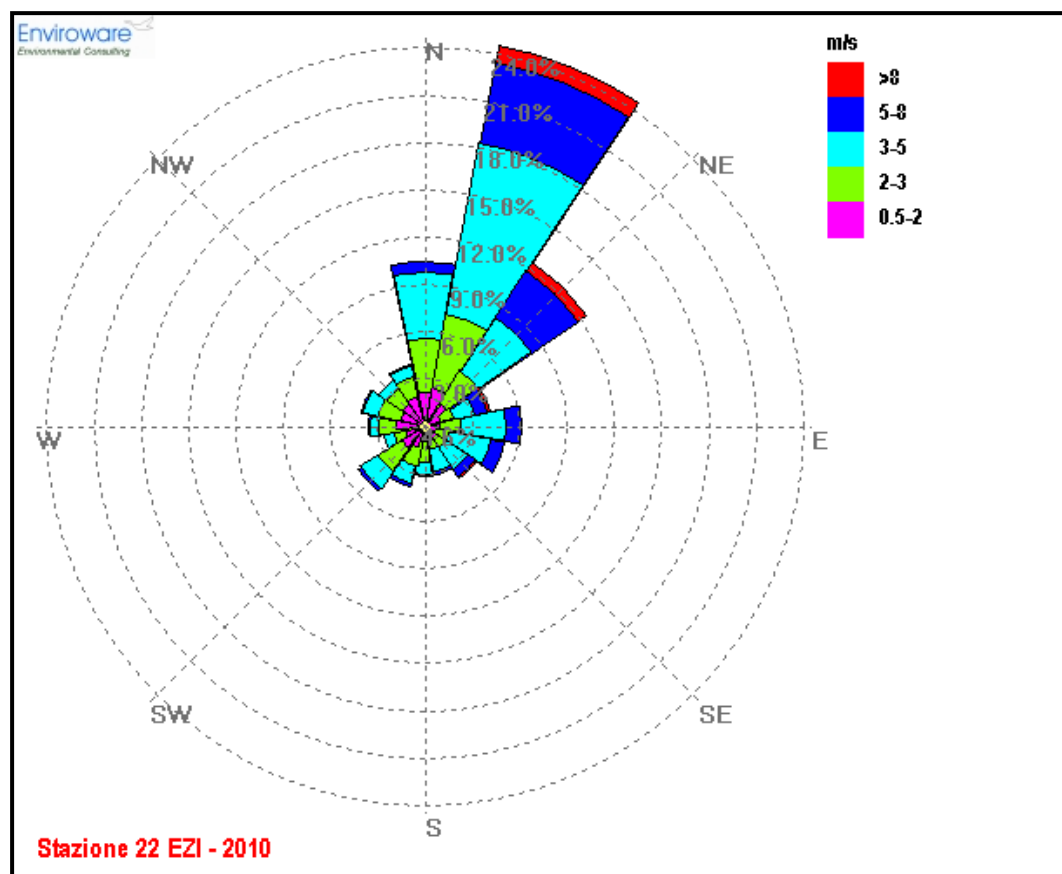 Enviroware
Environmental Consulting
N
NW
NE
W
E
SW
SE
S
24.0%
21.0%
18.0%
15.0%
12.0%
9.0%
6.0%
m/s
>8
5-8
3-5
2-3
0.5-2
Stazione 22 EZI - 2010